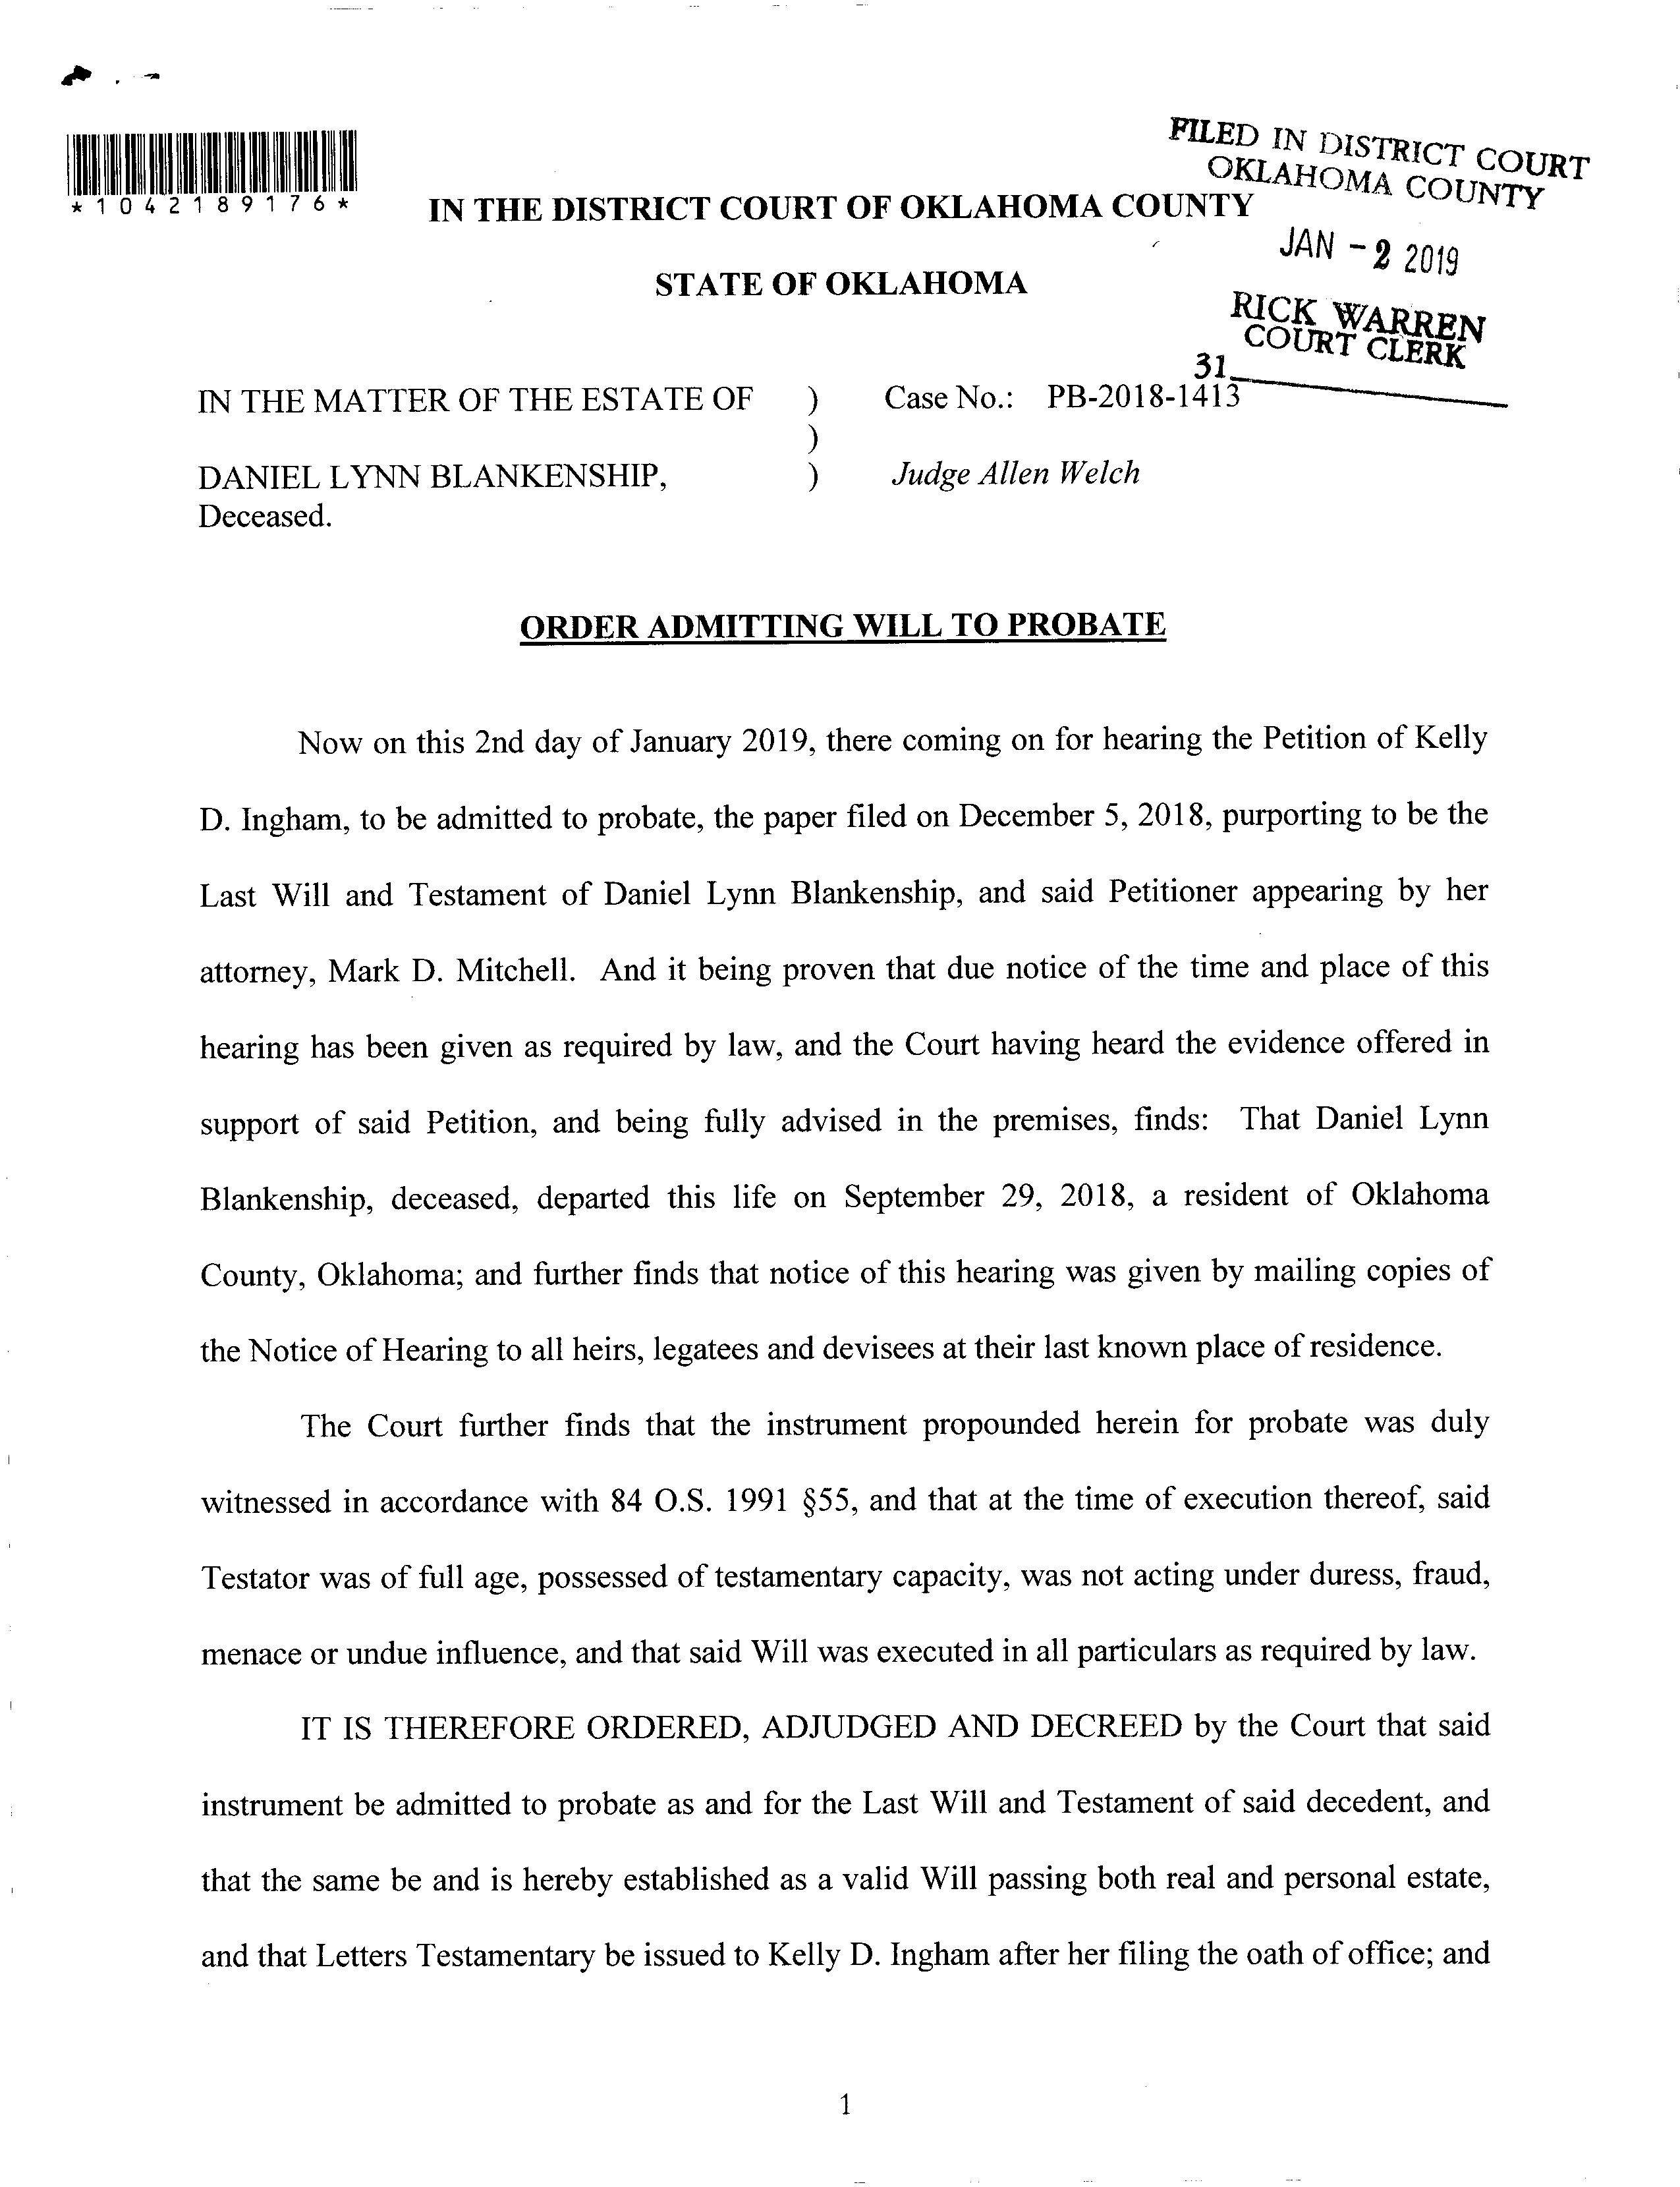 FILED IN DISTRICT COURT
OKLAHOMA COUNTY
*1042189176*
IN THE DISTRICT COURT OF OKLAHOMA COUNTY
JAN - 2 2019
STATE OF OKLAHOMA
RICK WARREN
COURT CLERK
31
IN THE MATTER OF THE ESTATE OF ) Case No.: PB-2018-1413
)
DANIEL LYNN BLANKENSHIP, ) Judge Allen Welch
Deceased.
ORDER ADMITTING WILL TO PROBATE
Now on this 2nd day of January 2019, there coming on for hearing the Petition of Kelly
D. Ingham, to be admitted to probate, the paper filed on December 5, 2018, purporting to be the
Last Will and Testament of Daniel Lynn Blankenship, and said Petitioner appearing by her
attorney, Mark D. Mitchell. And it being proven that due notice of the time and place of this
hearing has been given as required by law, and the Court having heard the evidence offered in
support of said Petition, and being fully advised in the premises, finds: That Daniel Lynn
Blankenship, deceased, departed this life on September 29, 2018, a resident of Oklahoma
County, Oklahoma; and further finds that notice of this hearing was given by mailing copies of
the Notice of Hearing to all heirs, legatees and devisees at their last known place of residence.
The Court further finds that the instrument propounded herein for probate was duly
witnessed in accordance with 84 O.S. 1991 §55, and that at the time of execution thereof, said
Testator was of full age, possessed of testamentary capacity, was not acting under duress, fraud,
menace or undue influence, and that said Will was executed in all particulars as required by law.
IT IS THEREFORE ORDERED, ADJUDGED AND DECREED by the Court that said
instrument be admitted to probate as and for the Last Will and Testament of said decedent, and
that the same be and is hereby established as a valid Will passing both real and personal estate,
and that Letters Testamentary be issued to Kelly D. Ingham after her filing the oath of office; and
1